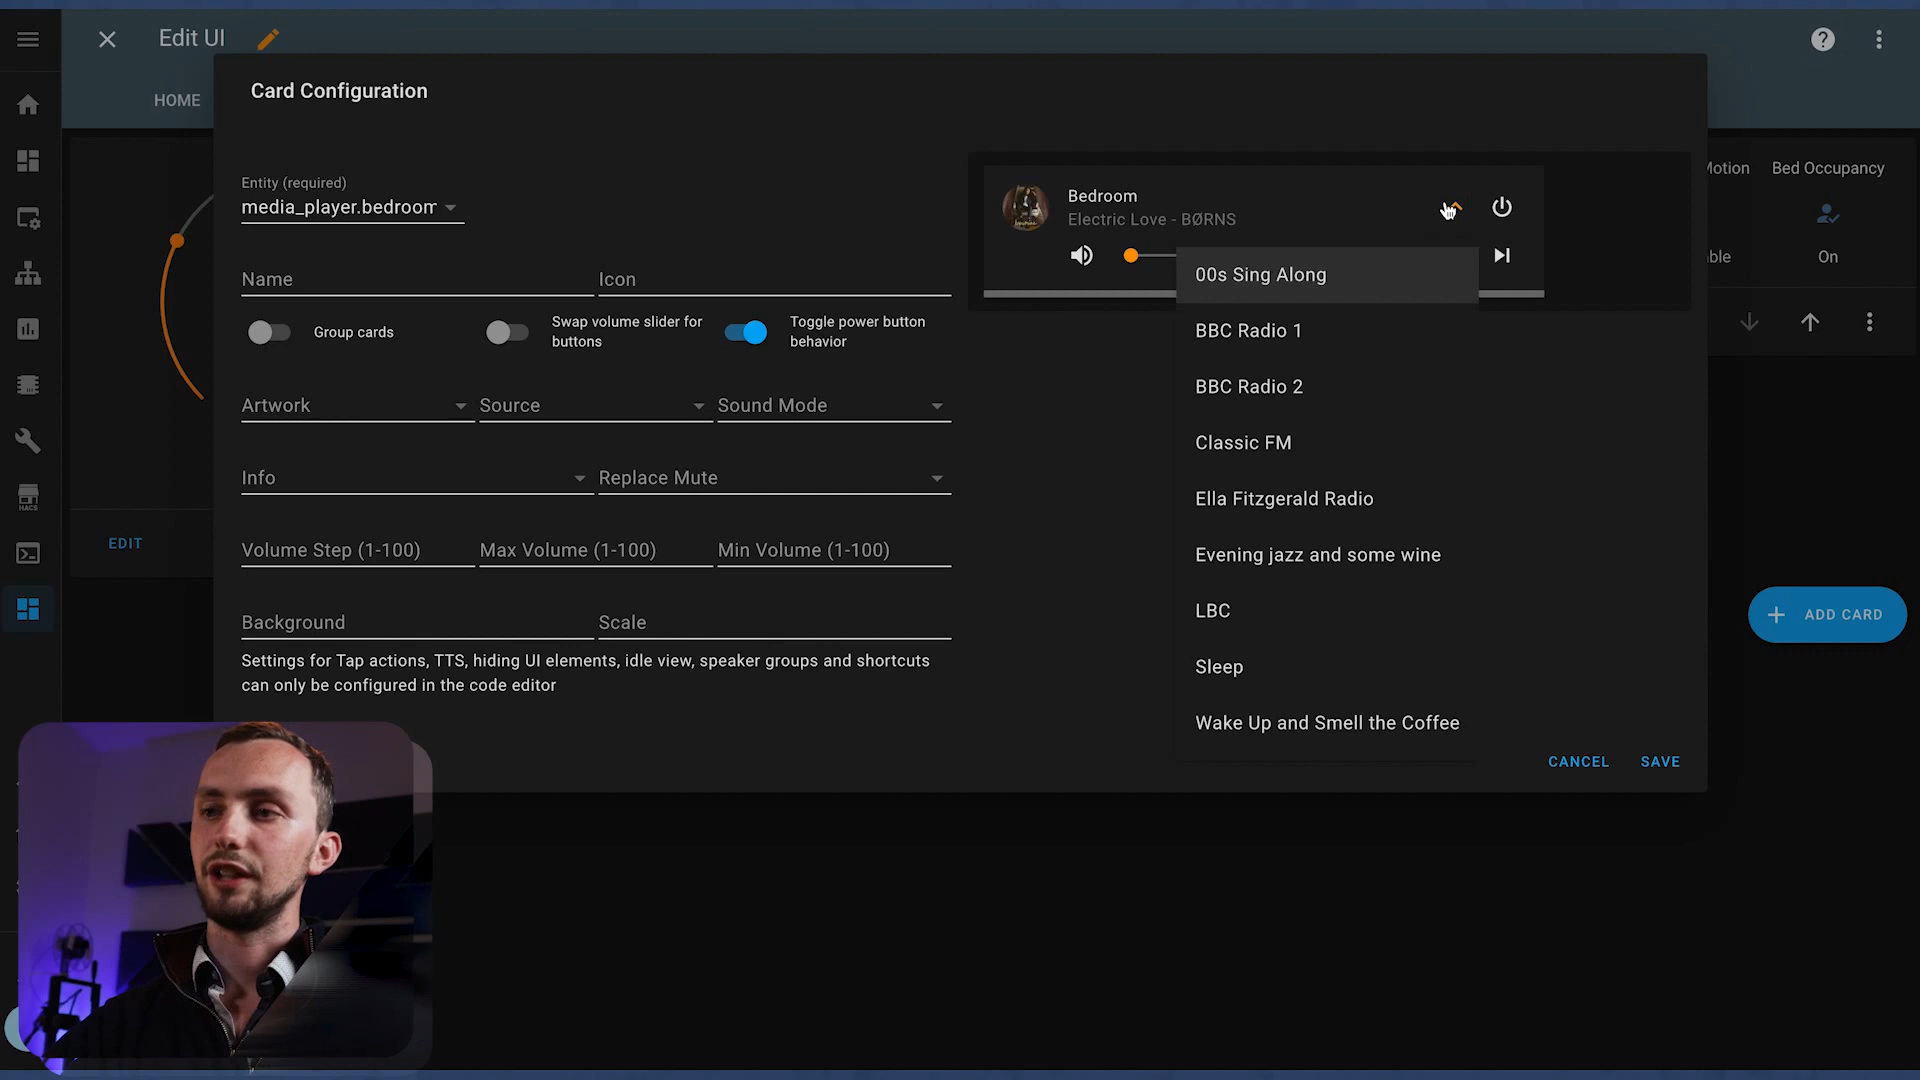 Edit UI
HOME
Card Configuration
Entity (required)
media_player.bedroom
Name
Icon
Group cards
Swap volume slider for
buttons
Toggle power button
behavior
Artwork
Source
Sound Mode
Info
Replace Mute
Volume Step (1-100)
Max Volume (1-100)
Min Volume (1-100)
Background
Scale
Settings for Tap actions, TTS, hiding UI elements, idle view, speaker groups and shortcuts
can only be configured in the code editor
Bedroom
Electric Love - BØRNS
00s Sing Along
BBC Radio 1
BBC Radio 2
Classic FM
Ella Fitzgerald Radio
Evening jazz and some wine
LBC
Sleep
Wake Up and Smell the Coffee
CANCEL
SAVE
Motion
Bed Occupancy
On
HACS
EDIT
ADD CARD